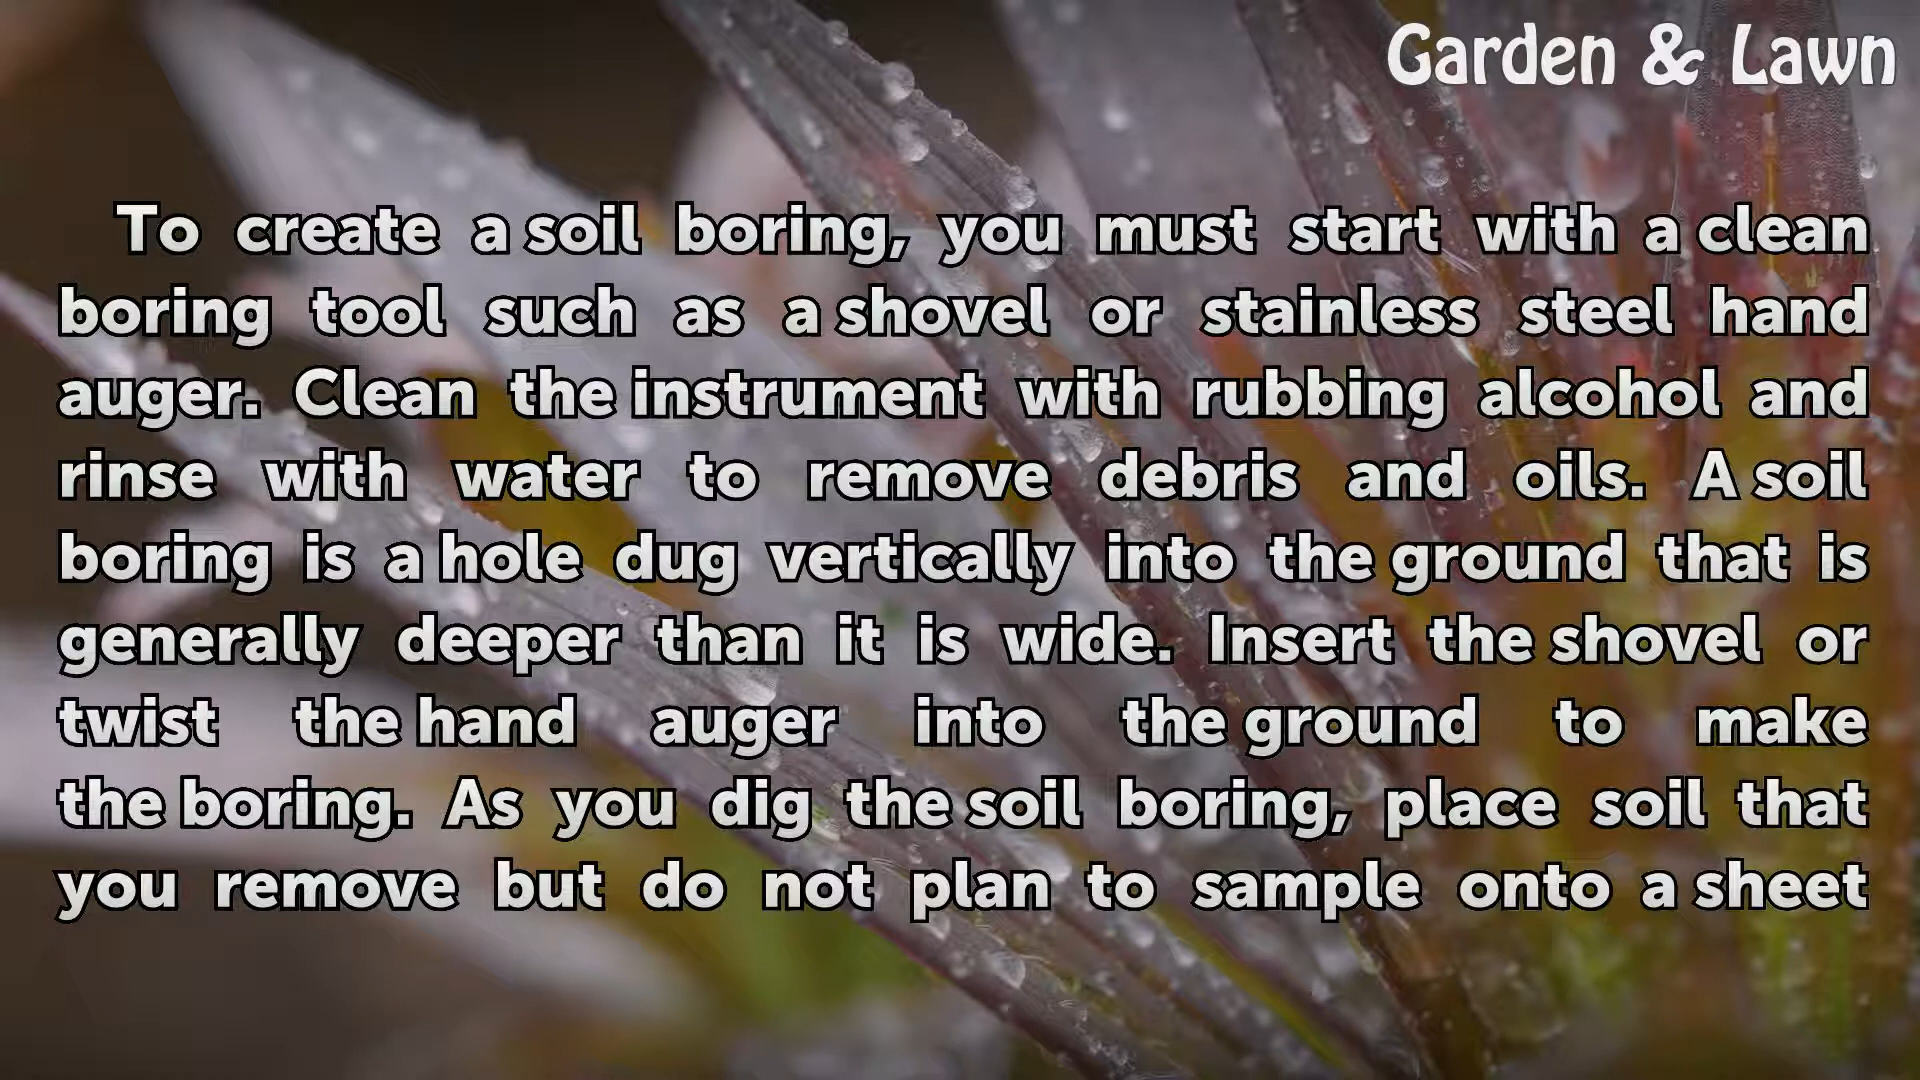 Garden & Lawn
To create a soil boring, you must start with a clean
boring tool such as a shovel or stainless steel hand
auger. Clean the instrument with rubbing alcohol and
rinse with water to remove debris and oils. A soil
boring is a hole dug vertically into the ground that is
generally deeper than it is wide. Insert the shovel or
twist the hand auger into the ground to make
the boring. As you dig the soil boring, place soil that
you remove but do not plan to sample onto a sheet